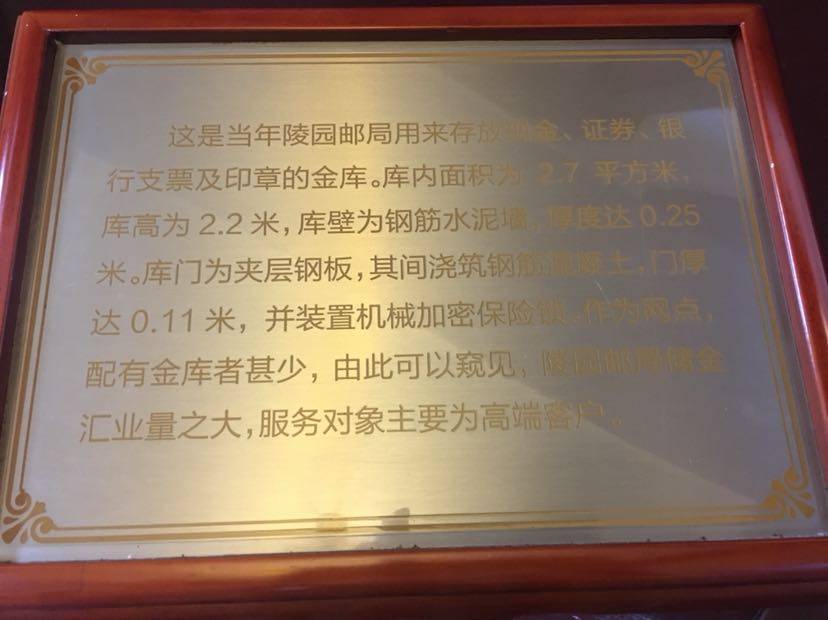 这是当年陵园邮局用来存放现金、证券、银
行支票及印章的金库。库内面积为 2.7 平方米，
库高为 2.2 米，库壁为钢筋水泥墙，厚度达 0.25
米。库门为夹层钢板，其间浇筑钢筋混凝土，门厚
达 0.11 米，并装置机械加密保险锁。作为网点，
配有金库者甚少，由此可以窥见，陵园邮局储金
汇业量之大，服务对象主要为高端客户。